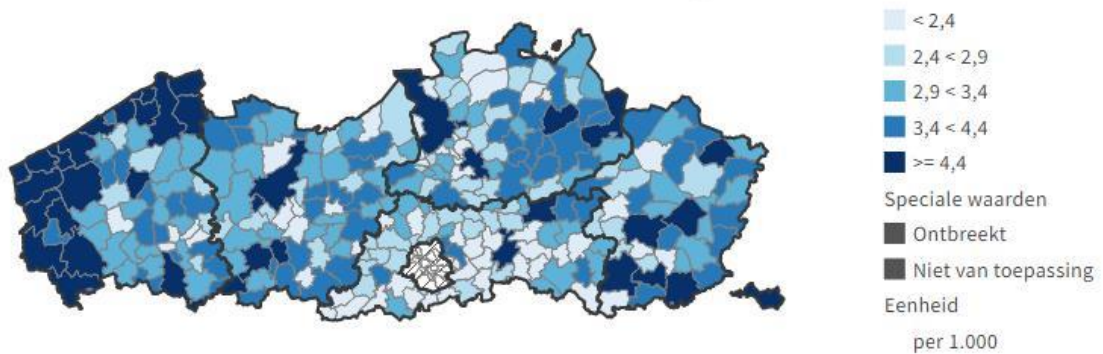 < 2,4
2,4 < 2,9
2,9 < 3,4
3,4 < 4,4
>= 4,4
Speciale waarden
Ontbreekt
Niet van toepassing
Eenheid
per 1.000